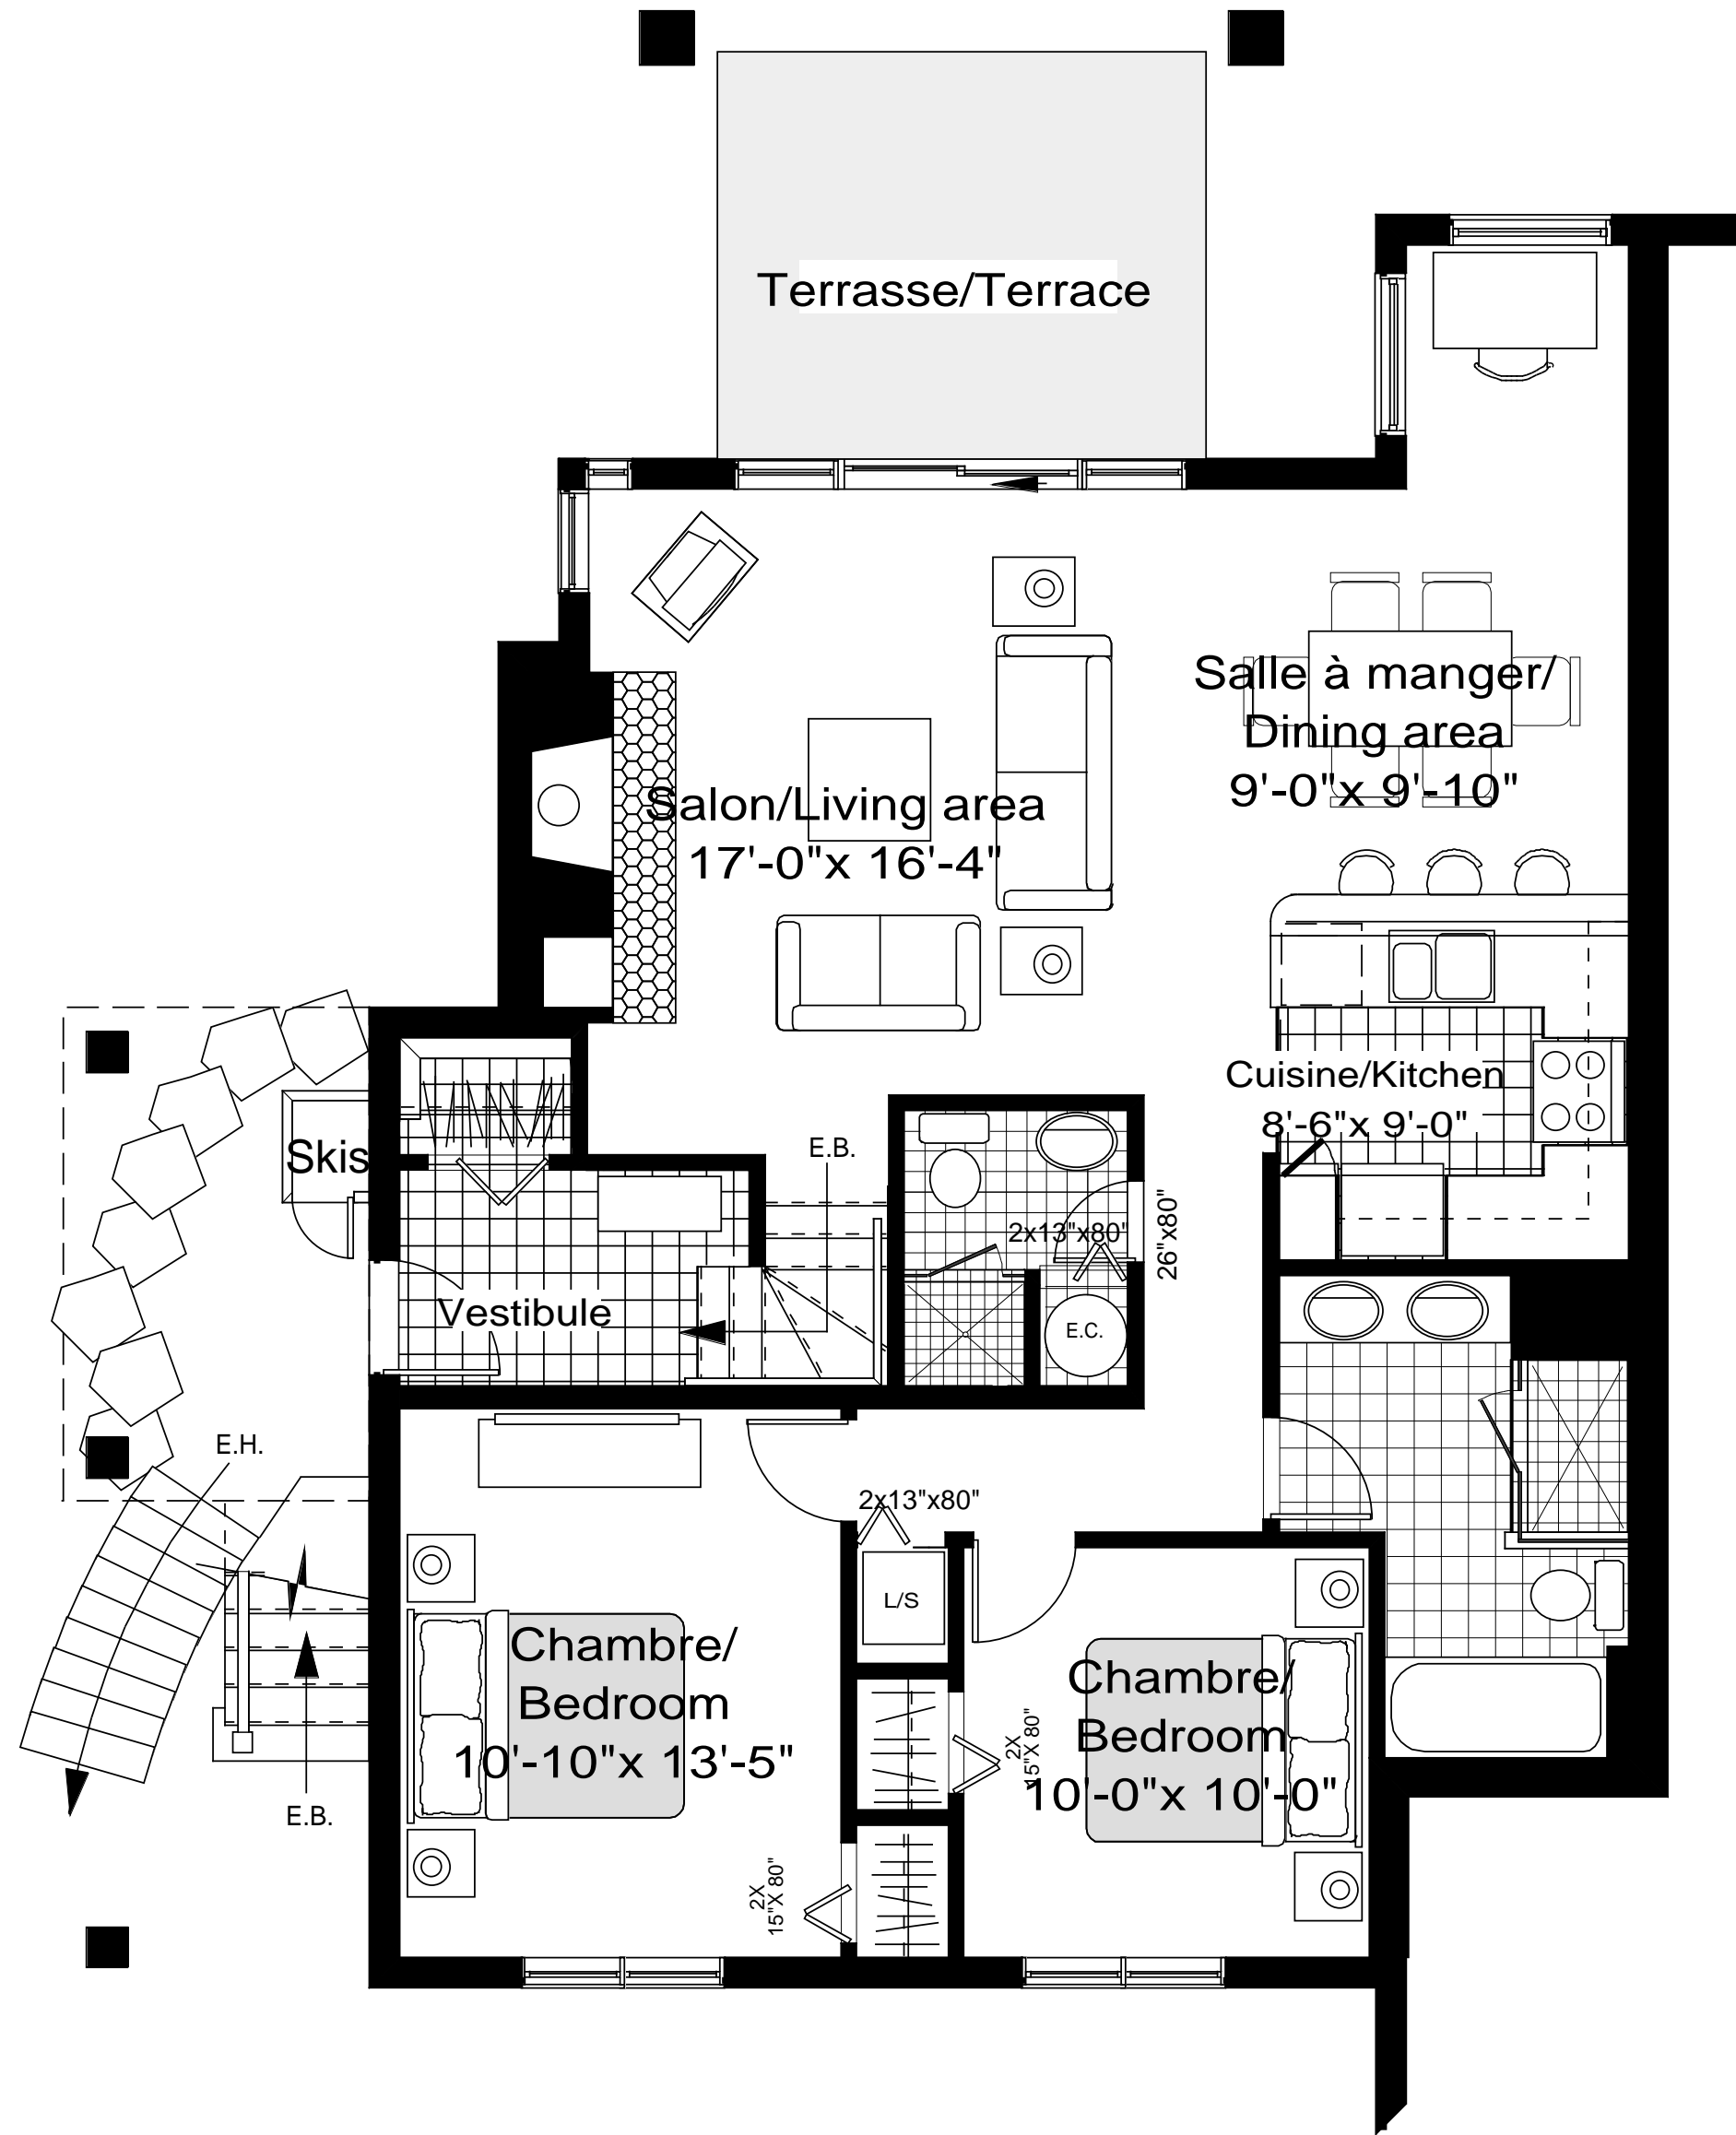 Terrasse/Terrace
Salle à manger/
Dining area
9'-0"x 9'-10"
Salon/Living area
17'-0"x 16'-4"
Cuisine/Kitchen
8'-6"x 9'-0"
Skis
E.B.
2x13"x80"
26"x80"
Vestibule
E.C.
E.H.
2x13"x80"
L/S
Chambre/
Bedroom
10'-10"x 13'-5"
Chambre/
Bedroom
10'-0"x 10'-0"
2X
15"X 80"
E.B.
2X
15"X 80"